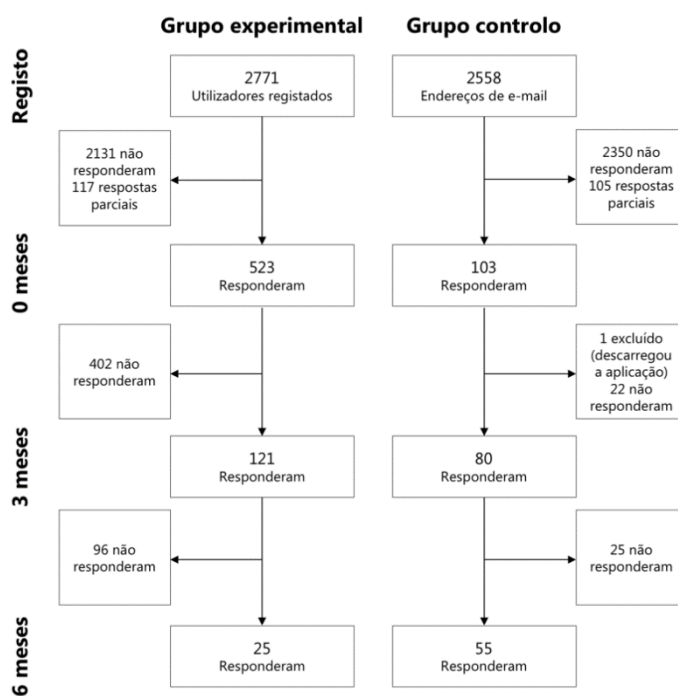 Grupo experimental
Grupo controlo
Registo
2771
Utilizadores registados
2558
Endereços de e-mail
2131 não
responderam
117 respostas
parciais
2350 não
responderam
105 respostas
parciais
0 meses
523
Responderam
103
Responderam
402 não
responderam
1 excluído
(descarregou
a aplicação)
22 não
responderam
3 meses
121
Responderam
80
Responderam
96 não
responderam
25 não
responderam
6 meses
25
Responderam
55
Responderam